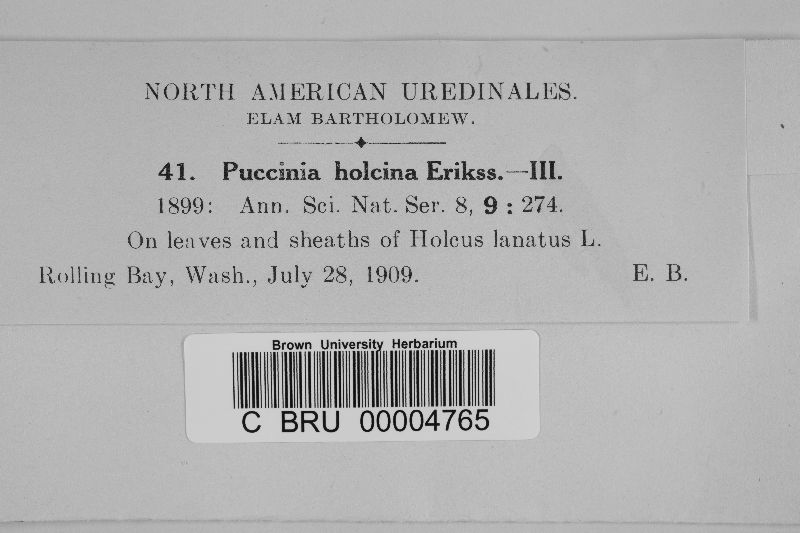 NORTH AMERICAN UREDINALES.
ELAM BARTHOLOMEW.
41. Puccinia holcina Erikss.—III.
1899: Ann. Sci. Nat. Ser. 8, 9 : 274.
On leaves and sheaths of Holcus lanatus L.
Rolling Bay, Wash., July 28, 1909. E. B.
Brown University Herbarium
C BRU 00004765